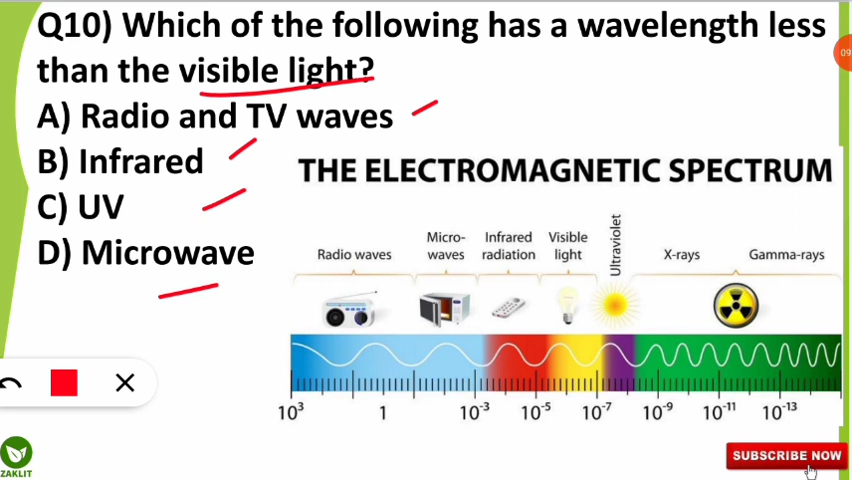 Q10) Which of the following has a wavelength less
than the visible light?
A) Radio and TV waves
B) Infrared
C) UV
D) Microwave
THE ELECTROMAGNETIC SPECTRUM
Radio waves
Micro-
waves
Infrared
radiation
Visible
light
Ultraviolet
X-rays
Gamma-rays
10³ 1 10⁻³ 10⁻⁵ 10⁻⁷ 10⁻⁹ 10⁻¹¹ 10⁻¹³
09
SUBSCRIBE NOW
ZAKLIT